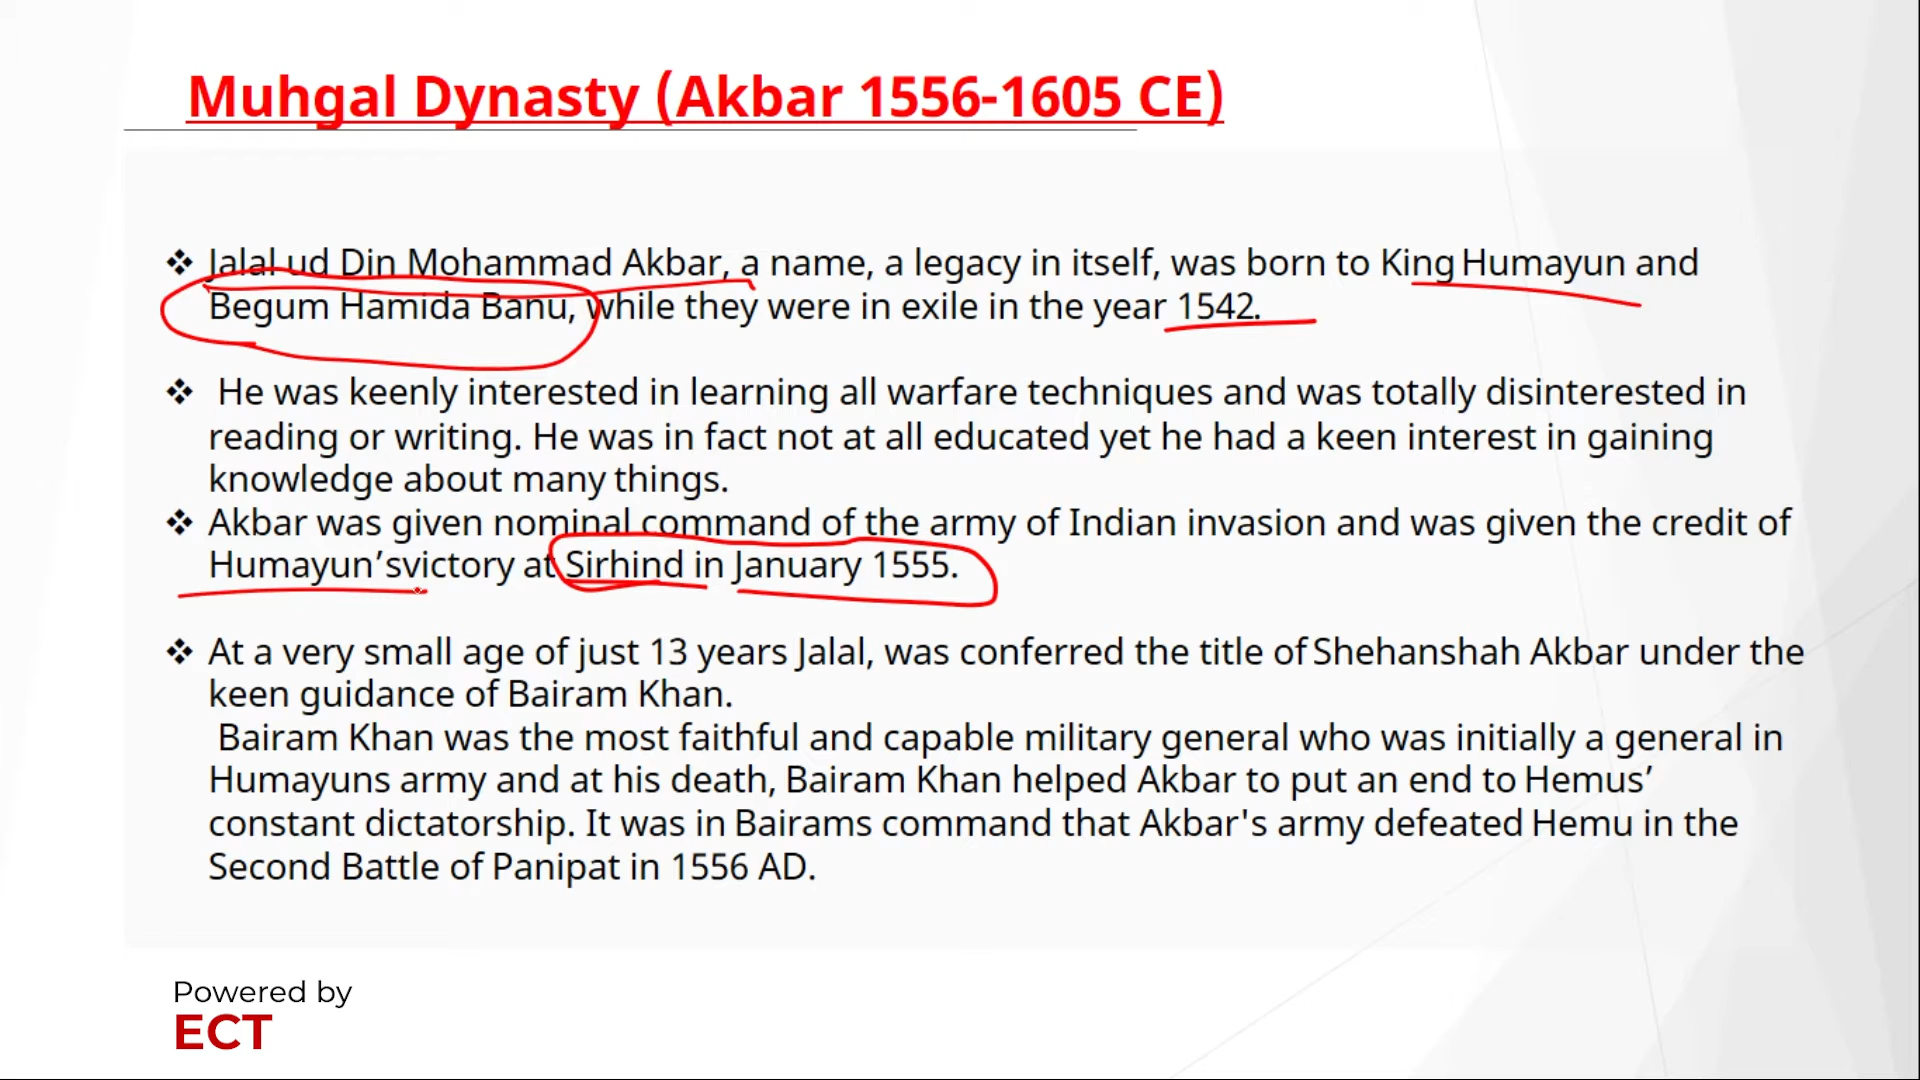 Muhgal Dynasty (Akbar 1556-1605 CE)
❖ Jalal ud Din Mohammad Akbar, a name, a legacy in itself, was born to King Humayun and
Begum Hamida Banu, while they were in exile in the year 1542.
❖ He was keenly interested in learning all warfare techniques and was totally disinterested in
reading or writing. He was in fact not at all educated yet he had a keen interest in gaining
knowledge about many things.
❖ Akbar was given nominal command of the army of Indian invasion and was given the credit of
Humayun’svictory at Sirhind in January 1555.
❖ At a very small age of just 13 years Jalal, was conferred the title of Shehanshah Akbar under the
keen guidance of Bairam Khan.
Bairam Khan was the most faithful and capable military general who was initially a general in
Humayuns army and at his death, Bairam Khan helped Akbar to put an end to Hemus’
constant dictatorship. It was in Bairams command that Akbar's army defeated Hemu in the
Second Battle of Panipat in 1556 AD.
Powered by
ECT